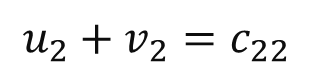 u₂ + v₂ = c₂₂